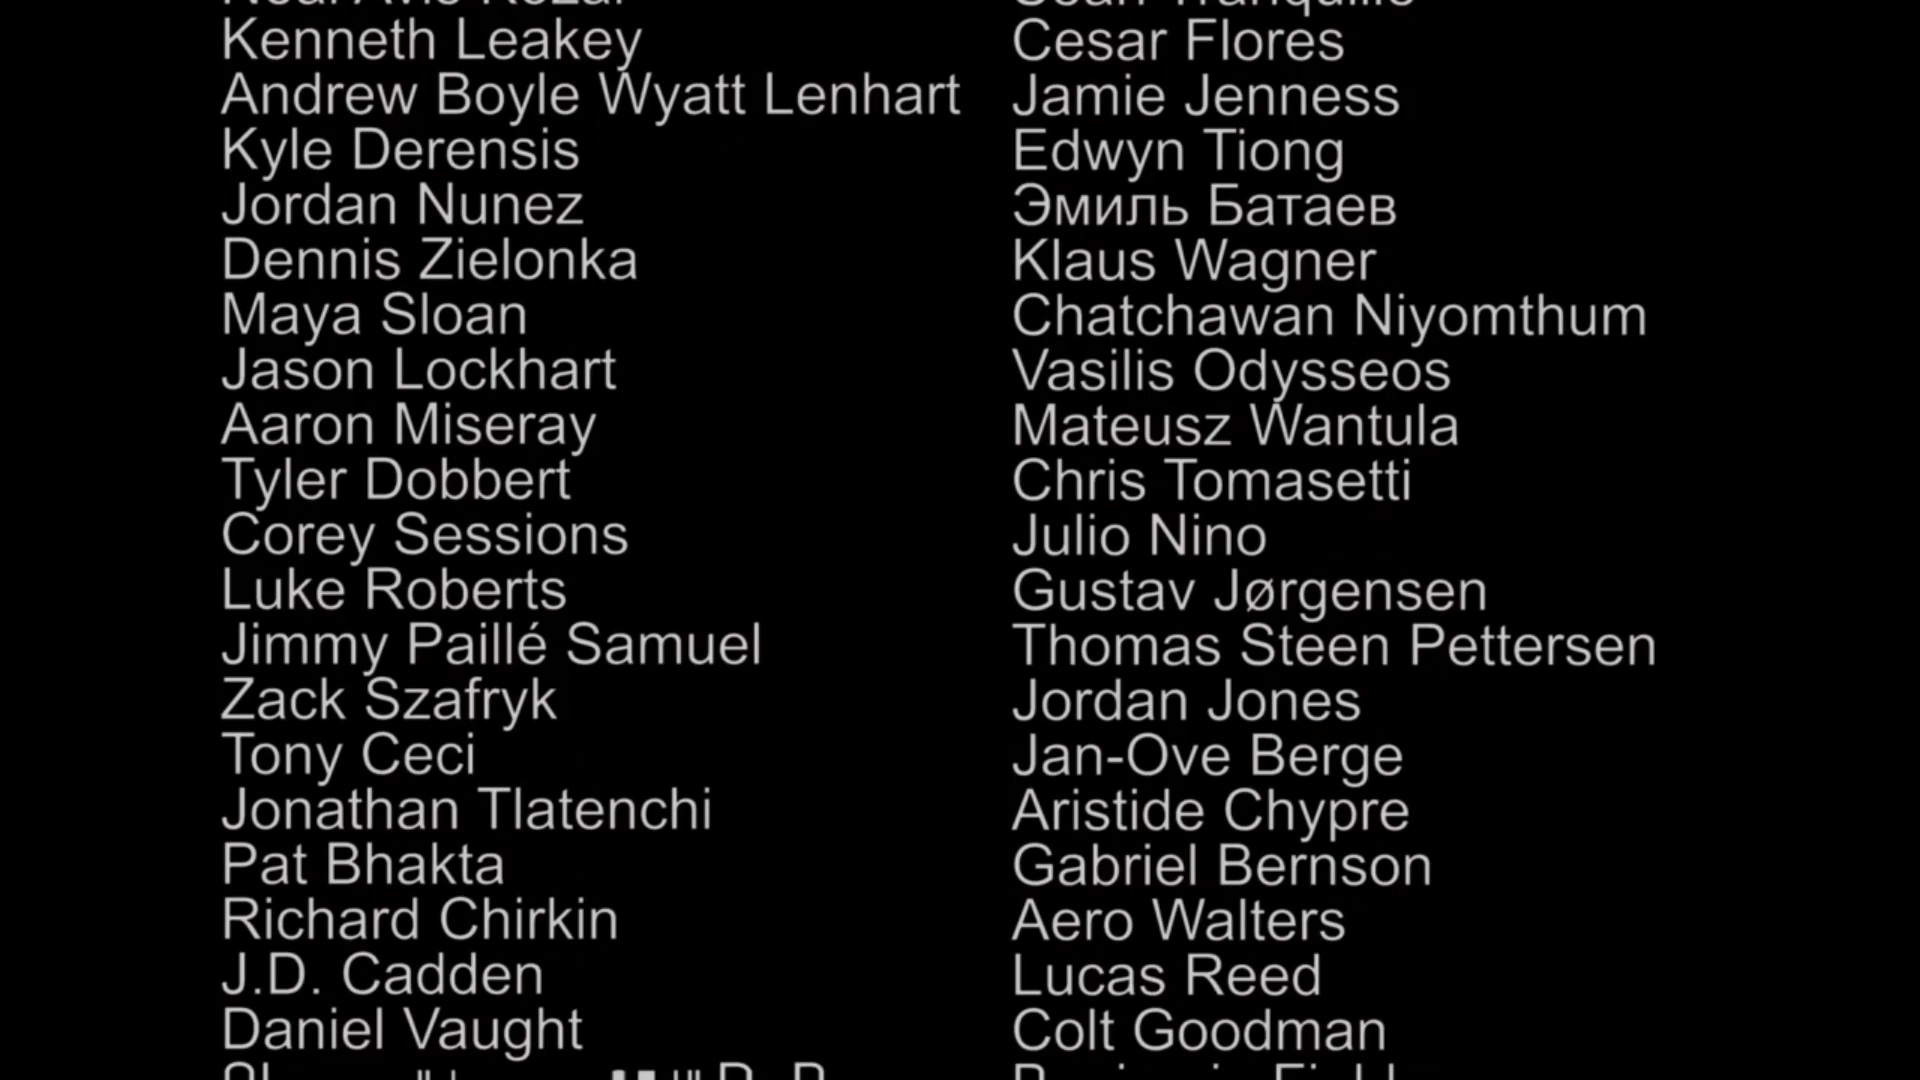 Kenneth Leakey
Andrew Boyle Wyatt Lenhart
Kyle Derensis
Jordan Nunez
Dennis Zielonka
Maya Sloan
Jason Lockhart
Aaron Miseray
Tyler Dobbert
Corey Sessions
Luke Roberts
Jimmy Paillé Samuel
Zack Szafryk
Tony Ceci
Jonathan Tlatenchi
Pat Bhakta
Richard Chirkin
J.D. Cadden
Daniel Vaught
Cesar Flores
Jamie Jenness
Edwyn Tiong
Эмиль Батаев
Klaus Wagner
Chatchawan Niyomthum
Vasilis Odysseos
Mateusz Wantula
Chris Tomasetti
Julio Nino
Gustav Jørgensen
Thomas Steen Pettersen
Jordan Jones
Jan-Ove Berge
Aristide Chypre
Gabriel Bernson
Aero Walters
Lucas Reed
Colt Goodman